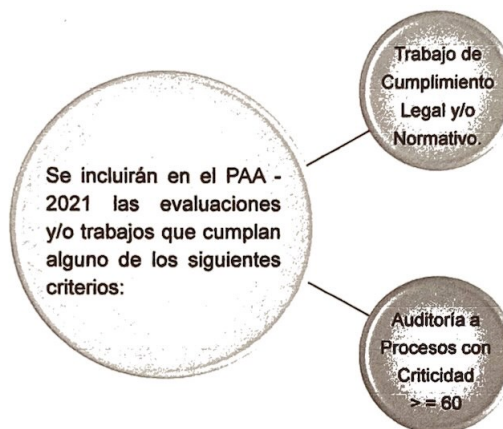 Se incluirán en el PAA -
2021 las evaluaciones
y/o trabajos que cumplan
alguno de los siguientes
criterios:
Trabajo de
Cumplimiento
Legal y/o
Normativo.
Auditoría a
Procesos con
Criticidad
> = 60